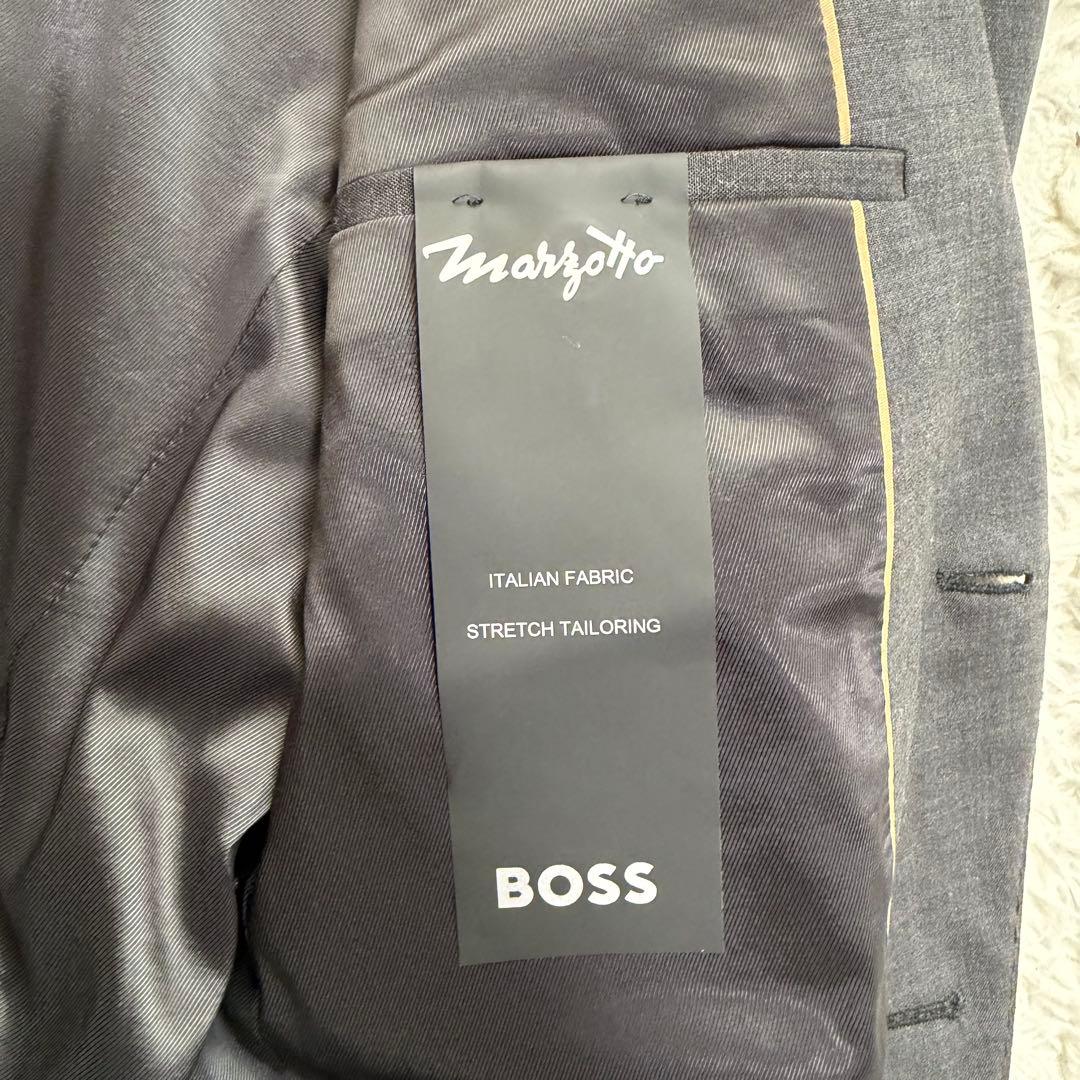 Marzotto
ITALIAN FABRIC
STRETCH TAILORING
BOSS